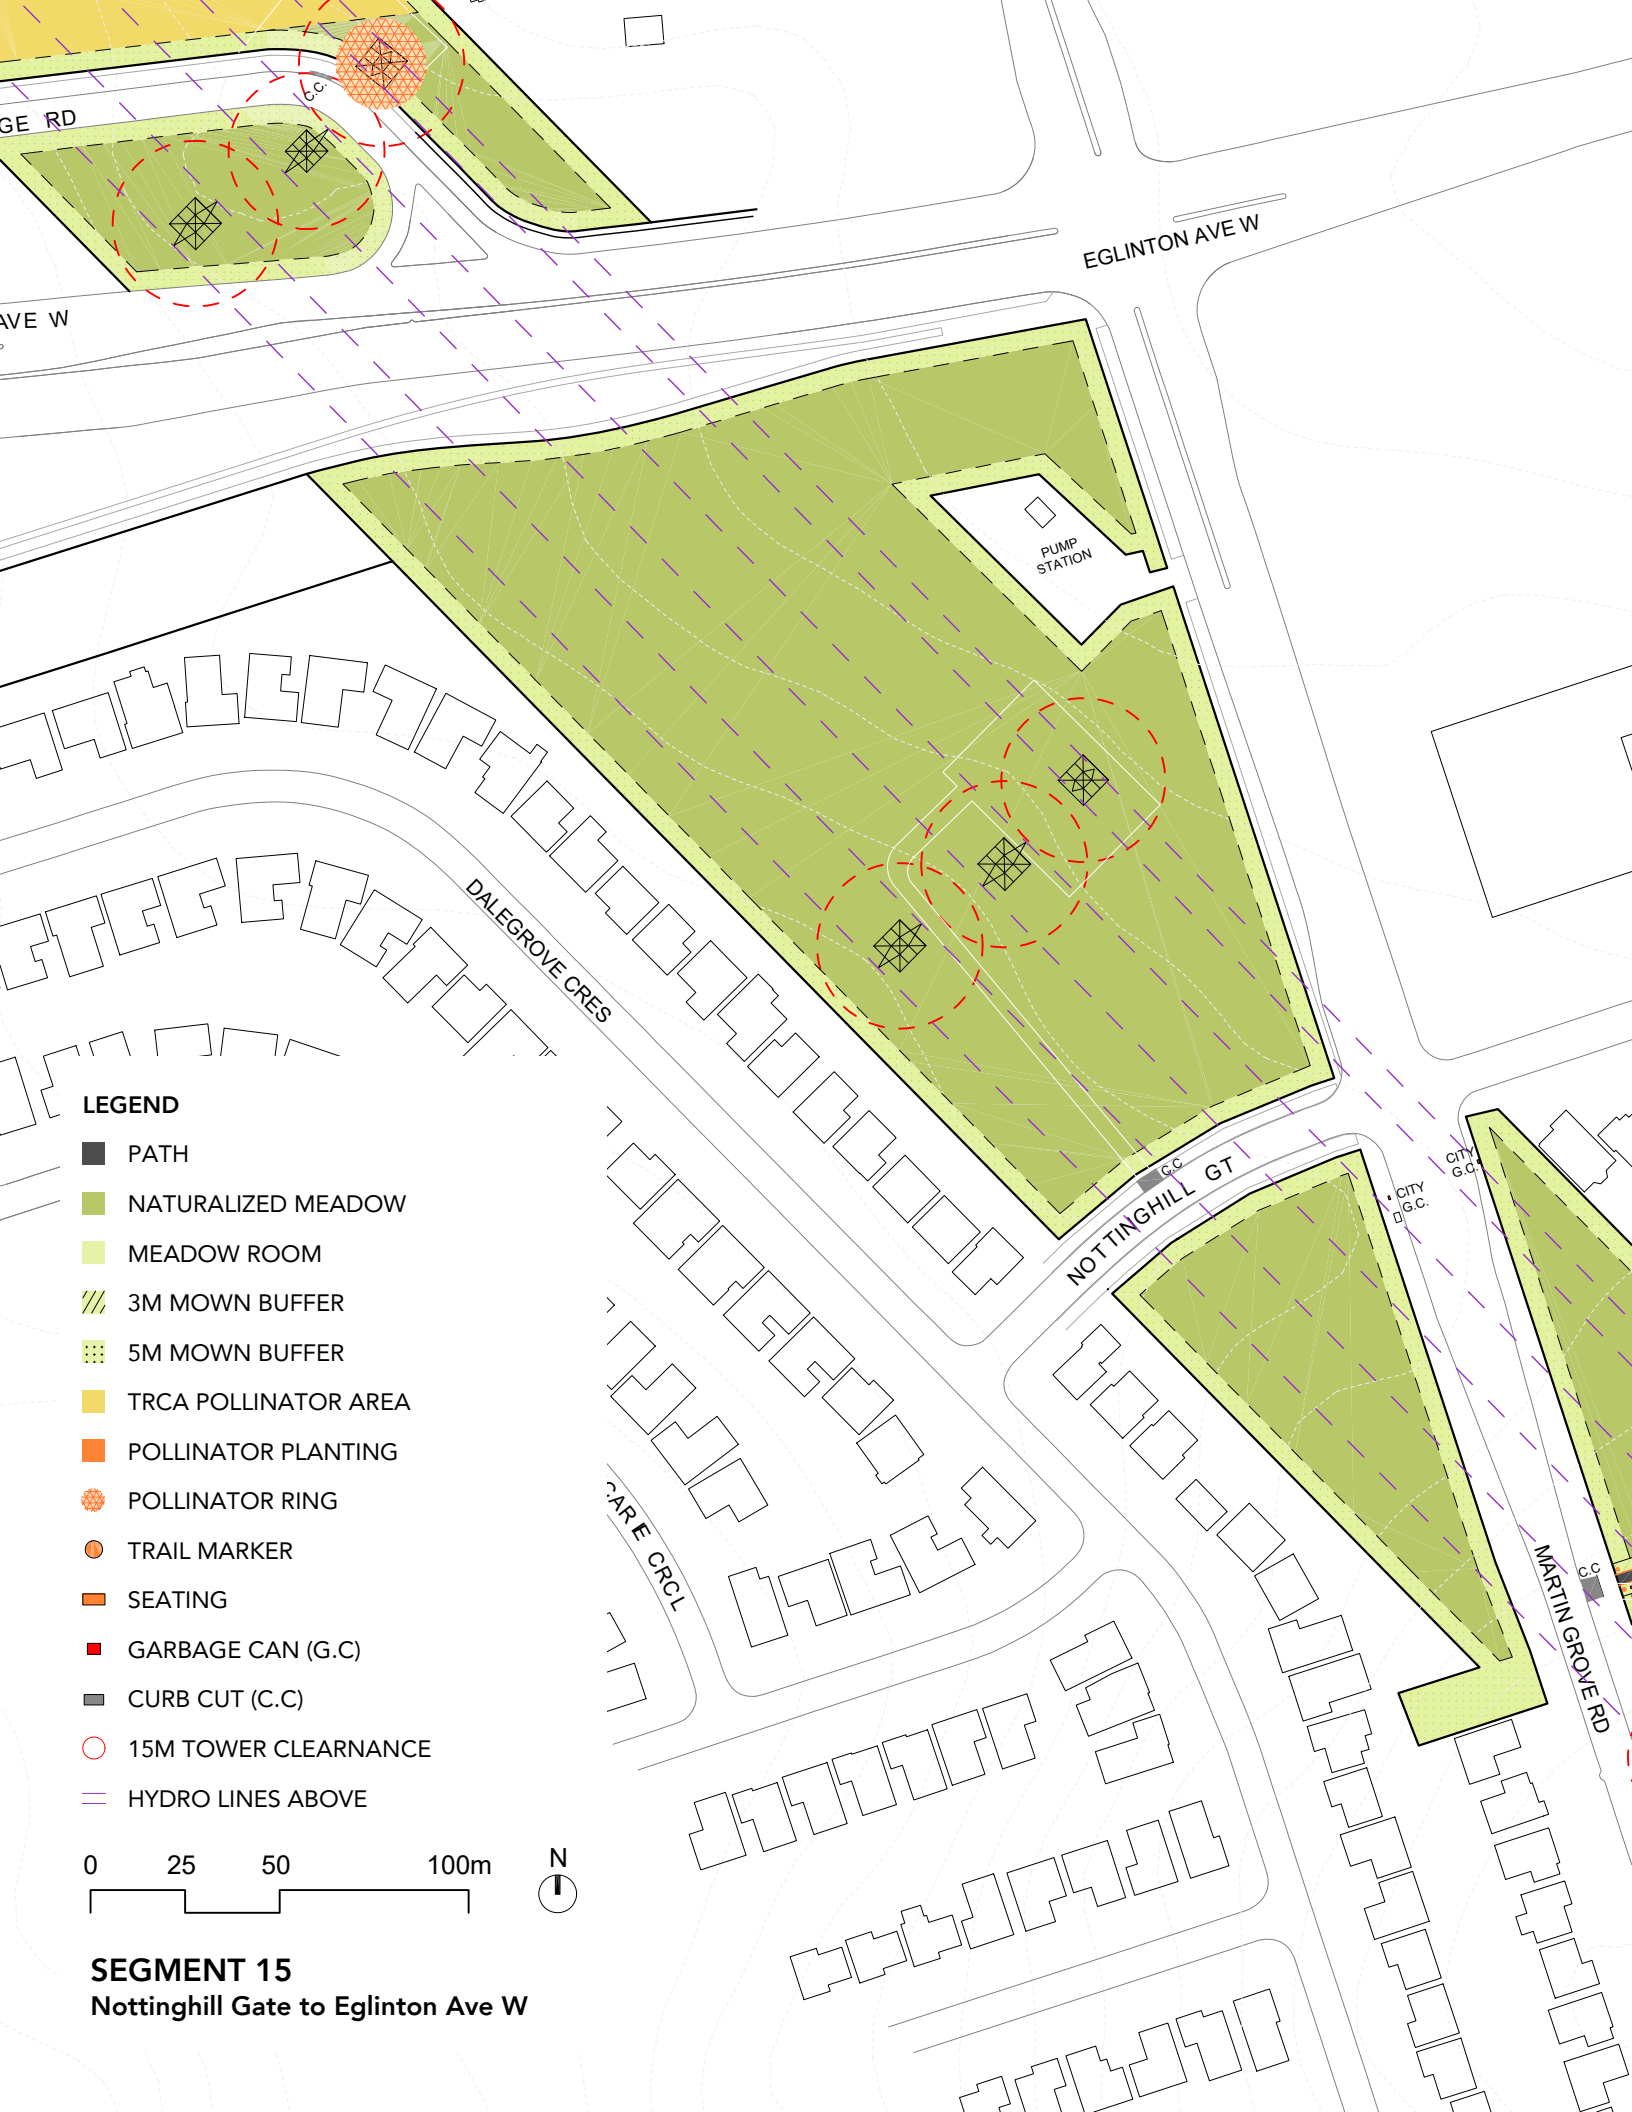 C.C.
GE RD
EGLINTON AVE W
AVE W
PUMP
STATION
DALEGROVE CRES
C.C
NOTTINGHILL GT
CITY
G.C.
CITY
G.C.
LEGEND
PATH
NATURALIZED MEADOW
MEADOW ROOM
3M MOWN BUFFER
5M MOWN BUFFER
TRCA POLLINATOR AREA
POLLINATOR PLANTING
POLLINATOR RING
TRAIL MARKER
SEATING
GARBAGE CAN (G.C)
CURB CUT (C.C)
15M TOWER CLEARNANCE
HYDRO LINES ABOVE
CARE CRCL
C.C
MARTIN GROVE RD
0 25 50 100m
N
SEGMENT 15
Nottinghill Gate to Eglinton Ave W